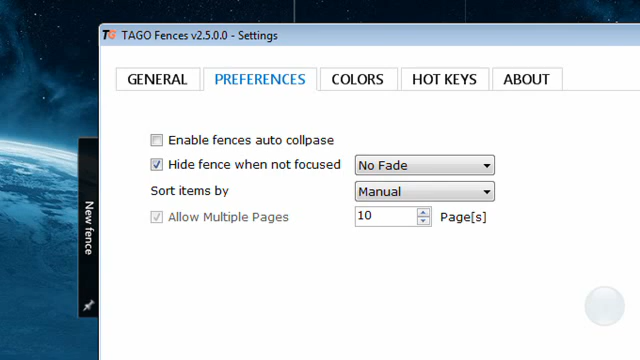 TG TAGO Fences v2.5.0.0 - Settings
GENERAL PREFERENCES COLORS HOT KEYS ABOUT
Enable fences auto collpase
Hide fence when not focused No Fade
Sort items by Manual
Allow Multiple Pages 10 Page[s]
New fence